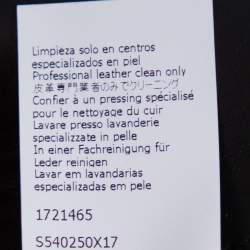 Limpieza solo en centros
especializados en piel
Professional leather clean only
皮革専門業者のみでクリーニング
Confier à un pressing spécialisé
pour le nettoyage du cuir
Lavare presso lavanderie
specializzate in pelle
In einer Fachreinigung für
Leder reinigen
Lavar em lavandarias
especializadas em pele
1721465
S540250X17